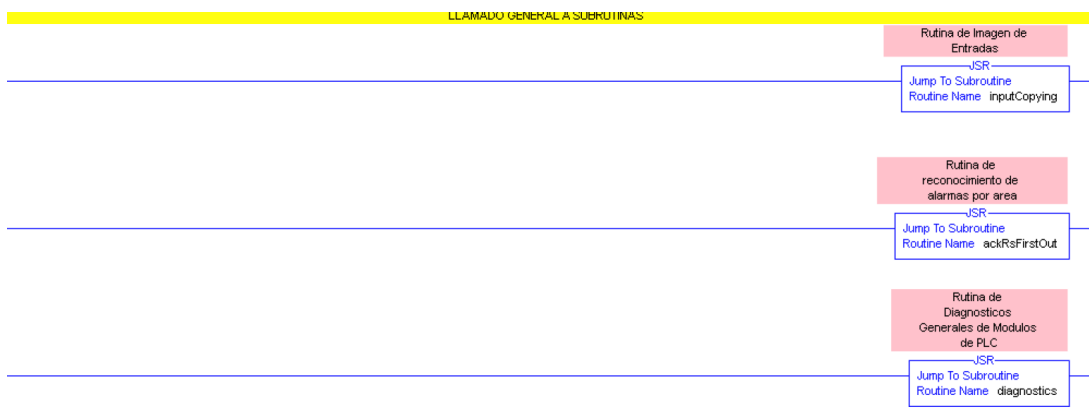 LLAMADO GENERAL A SUBRUTINAS
Rutina de Imagen de
Entradas
JSR
Jump To Subroutine
Routine Name inputCopying
Rutina de
reconocimiento de
alarmas por area
JSR
Jump To Subroutine
Routine Name ackRsFirstOut
Rutina de
Diagnosticos
Generales de Modulos
de PLC
JSR
Jump To Subroutine
Routine Name diagnostics